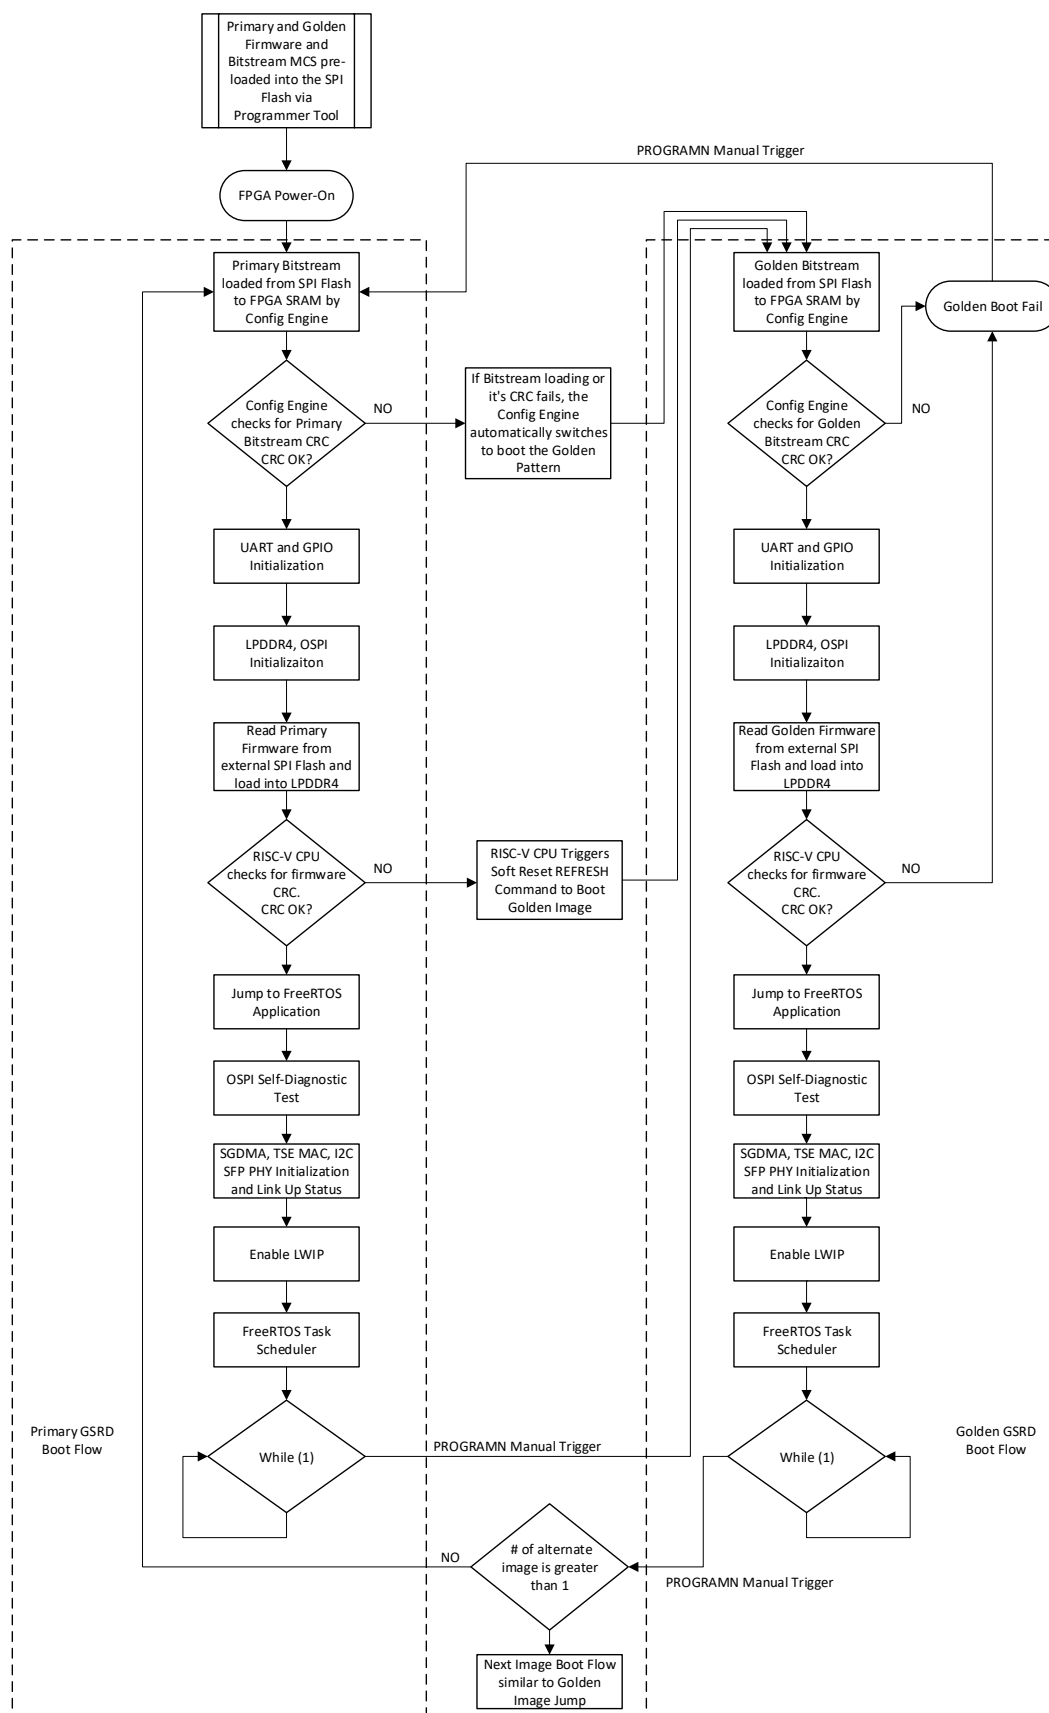 Primary and Golden
Firmware and
Bitstream MCS pre-
loaded into the SPI
Flash via
Programmer Tool
PROGRAMN Manual Trigger
FPGA Power-On
Primary Bitstream
loaded from SPI Flash
to FPGA SRAM by
Config Engine
Golden Bitstream
loaded from SPI Flash
to FPGA SRAM by
Config Engine
Golden Boot Fail
Config Engine
checks for Primary
Bitstream CRC
CRC OK?
NO
If Bitstream loading or
it's CRC fails, the
Config Engine
automatically switches
to boot the Golden
Pattern
Config Engine
checks for Golden
Bitstream CRC
CRC OK?
NO
UART and GPIO
Initialization
UART and GPIO
Initialization
LPDDR4, OSPI
Initializaiton
LPDDR4, OSPI
Initializaiton
Read Primary
Firmware from
external SPI Flash and
load into LPDDR4
Read Golden Firmware
from external SPI
Flash and load into
LPDDR4
RISC-V CPU
checks for firmware
CRC.
CRC OK?
NO
RISC-V CPU Triggers
Soft Reset REFRESH
Command to Boot
Golden Image
RISC-V CPU
checks for firmware
CRC.
CRC OK?
NO
Jump to FreeRTOS
Application
Jump to FreeRTOS
Application
OSPI Self-Diagnostic
Test
OSPI Self-Diagnostic
Test
SGDMA, TSE MAC, I2C
SFP PHY Initialization
and Link Up Status
SGDMA, TSE MAC, I2C
SFP PHY Initialization
and Link Up Status
Enable LWIP
Enable LWIP
FreeRTOS Task
Scheduler
FreeRTOS Task
Scheduler
Primary GSRD
Boot Flow
While (1)
PROGRAMN Manual Trigger
While (1)
Golden GSRD
Boot Flow
NO
# of alternate
image is greater
than 1
PROGRAMN Manual Trigger
Next Image Boot Flow
similar to Golden
Image Jump